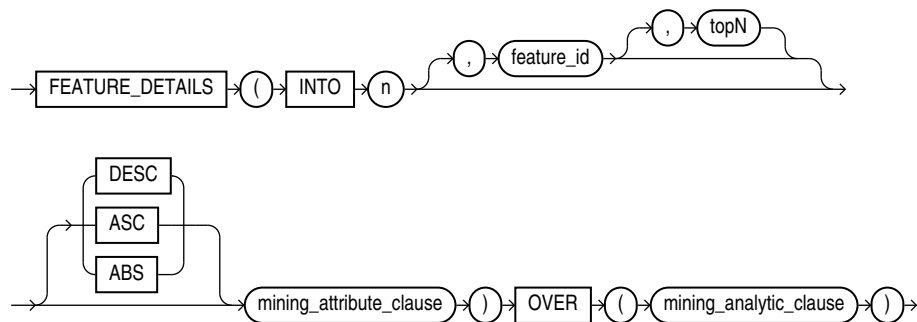 , topN
, feature_id
FEATURE_DETAILS ( INTO n
DESC
ASC
ABS
mining_attribute_clause ) OVER ( mining_analytic_clause )